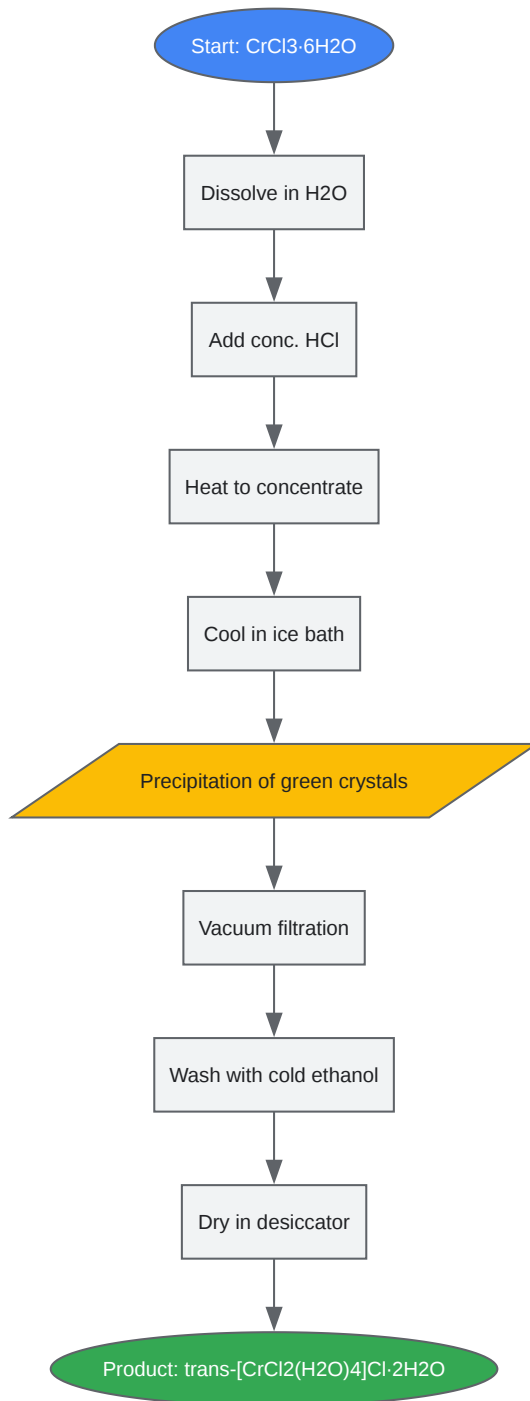 Start: CrCl3·6H2O
Dissolve in H2O
Add conc. HCl
Heat to concentrate
Cool in ice bath
Precipitation of green crystals
Vacuum filtration
Wash with cold ethanol
Dry in desiccator
Product: trans-[CrCl2(H2O)4]Cl·2H2O